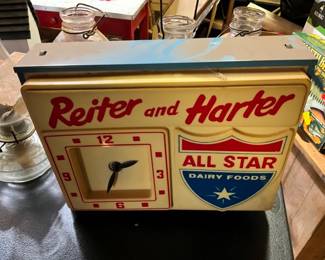 Reiter and Harter
12
3
6
9
ALL STAR
DAIRY FOODS